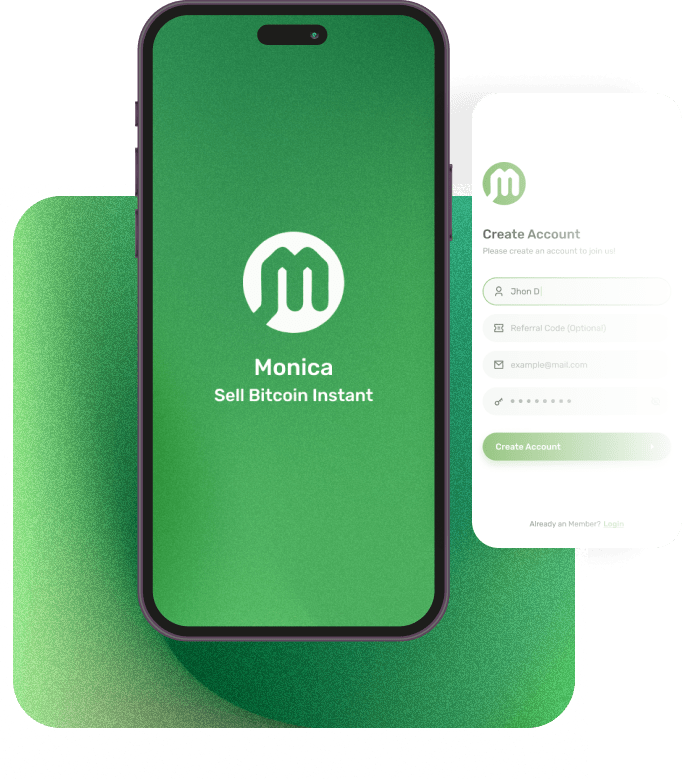 Monica
Sell Bitcoin Instant
Create Account
Please create an account to join us!
Jhon D
Referral Code (Optional)
example@mail.com
Create Account
Already an Member? Login